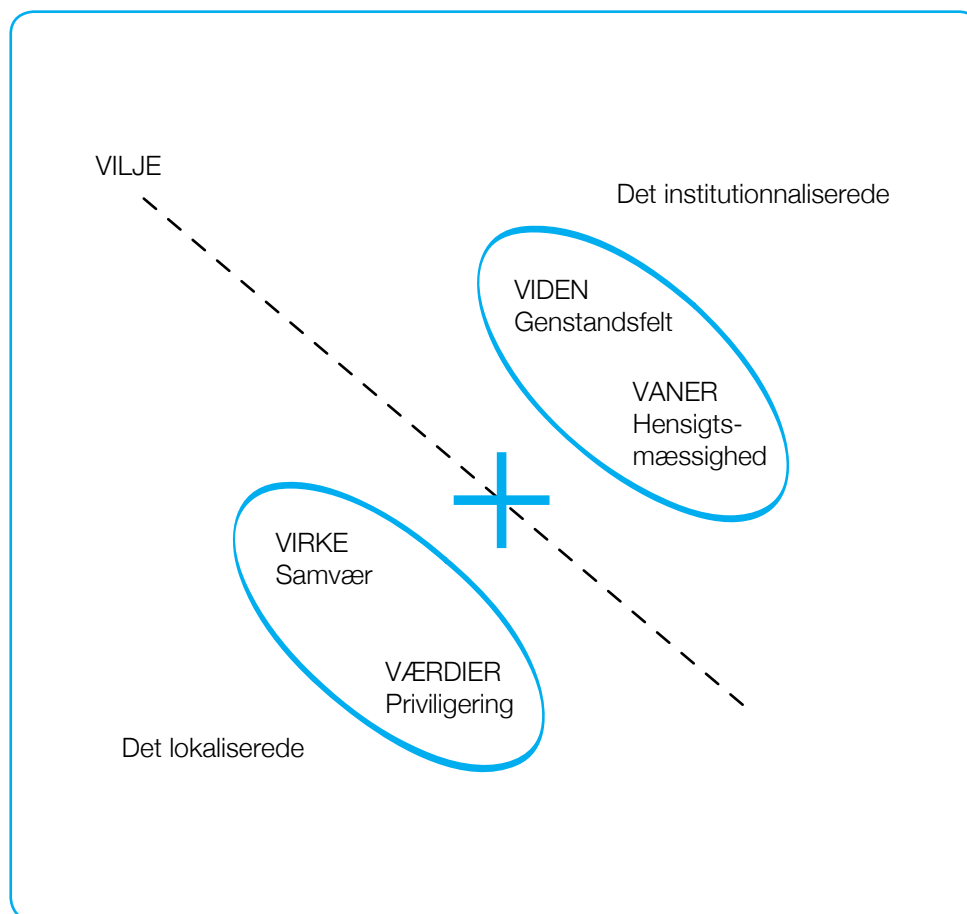 VILJE
Det institutionnaliserede
VIDEN
Genstandsfelt
VANER
Hensigts-
mæssighed
VIRKE
Samvær
VÆRDIER
Priviligering
Det lokaliserede